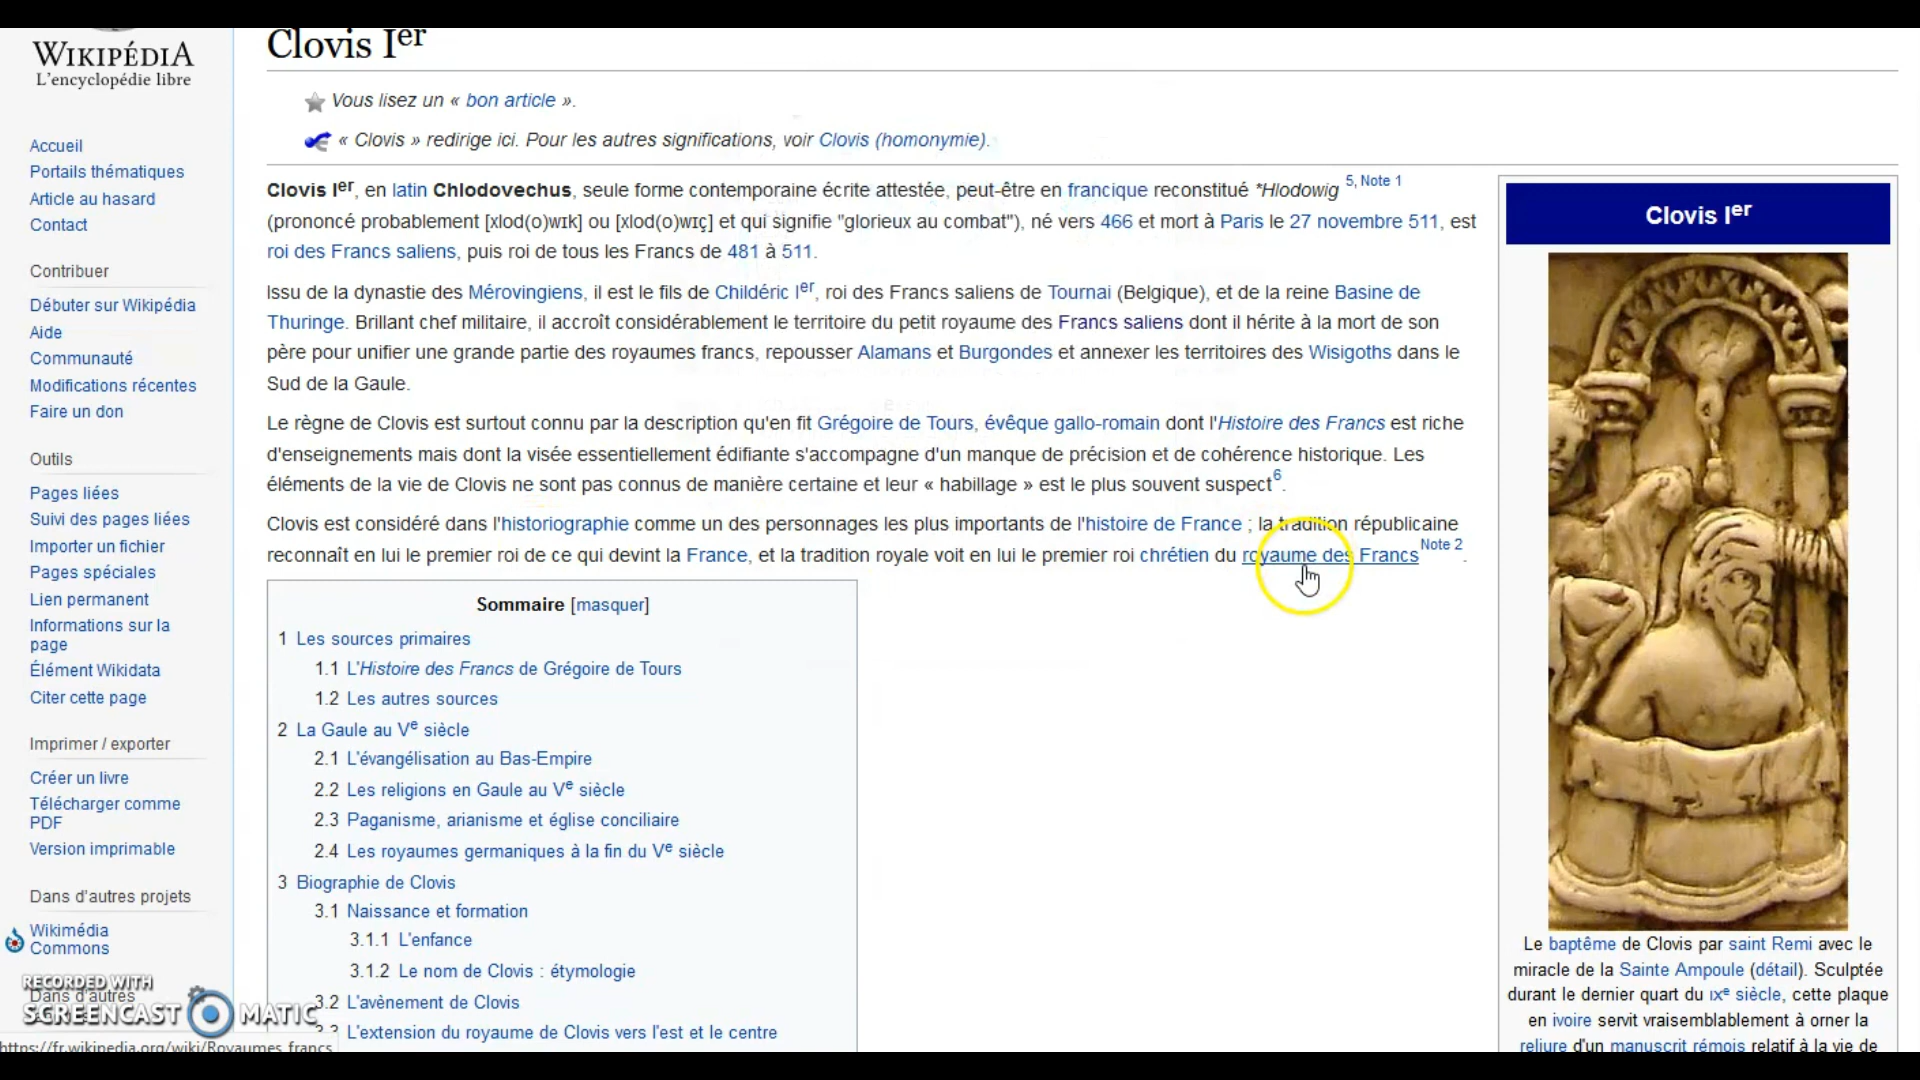 WIKIPÉDIA
L'encyclopédie libre
Accueil
Portails thématiques
Article au hasard
Contact
Contribuer
Débuter sur Wikipédia
Aide
Communauté
Modifications récentes
Faire un don
Outils
Pages liées
Suivi des pages liées
Importer un fichier
Pages spéciales
Lien permanent
Informations sur la
page
Élément Wikidata
Citer cette page
Imprimer / exporter
Créer un livre
Télécharger comme
PDF
Version imprimable
Dans d'autres projets
Wikimédia
Commons
Dans d'autres
RECORDED WITH
SCREENCAST MATIC
https://fr.wikipedia.org/wiki/Royaumes_francs
Clovis Ier
Vous lisez un « bon article ».
« Clovis » redirige ici. Pour les autres significations, voir Clovis (homonymie).
Clovis Ier, en latin Chlodovechus, seule forme contemporaine écrite attestée, peut-être en francique reconstitué *Hlodowig 5, Note 1
(prononcé probablement [xlod(o)wɪk] ou [xlod(o)wɪç] et qui signifie "glorieux au combat"), né vers 466 et mort à Paris le 27 novembre 511, est
roi des Francs saliens, puis roi de tous les Francs de 481 à 511.
Issu de la dynastie des Mérovingiens, il est le fils de Childéric Ier, roi des Francs saliens de Tournai (Belgique), et de la reine Basine de
Thuringe. Brillant chef militaire, il accroît considérablement le territoire du petit royaume des Francs saliens dont il hérite à la mort de son
père pour unifier une grande partie des royaumes francs, repousser Alamans et Burgondes et annexer les territoires des Wisigoths dans le
Sud de la Gaule.
Le règne de Clovis est surtout connu par la description qu'en fit Grégoire de Tours, évêque gallo-romain dont l'Histoire des Francs est riche
d'enseignements mais dont la visée essentiellement édifiante s'accompagne d'un manque de précision et de cohérence historique. Les
éléments de la vie de Clovis ne sont pas connus de manière certaine et leur « habillage » est le plus souvent suspect6.
Clovis est considéré dans l'historiographie comme un des personnages les plus importants de l'histoire de France ; la tradition républicaine
reconnaît en lui le premier roi de ce qui devint la France, et la tradition royale voit en lui le premier roi chrétien du royaume des Francs Note 2.
Sommaire [masquer]
1 Les sources primaires
1.1 L'Histoire des Francs de Grégoire de Tours
1.2 Les autres sources
2 La Gaule au Ve siècle
2.1 L'évangélisation au Bas-Empire
2.2 Les religions en Gaule au Ve siècle
2.3 Paganisme, arianisme et église conciliaire
2.4 Les royaumes germaniques à la fin du Ve siècle
3 Biographie de Clovis
3.1 Naissance et formation
3.1.1 L'enfance
3.1.2 Le nom de Clovis : étymologie
3.2 L'avènement de Clovis
3.3 L'extension du royaume de Clovis vers l'est et le centre
Clovis Ier
Le baptême de Clovis par saint Remi avec le
miracle de la Sainte Ampoule (détail). Sculptée
durant le dernier quart du IXe siècle, cette plaque
en ivoire servit vraisemblablement à orner la
reliure d'un manuscrit rémois relatif à la vie de